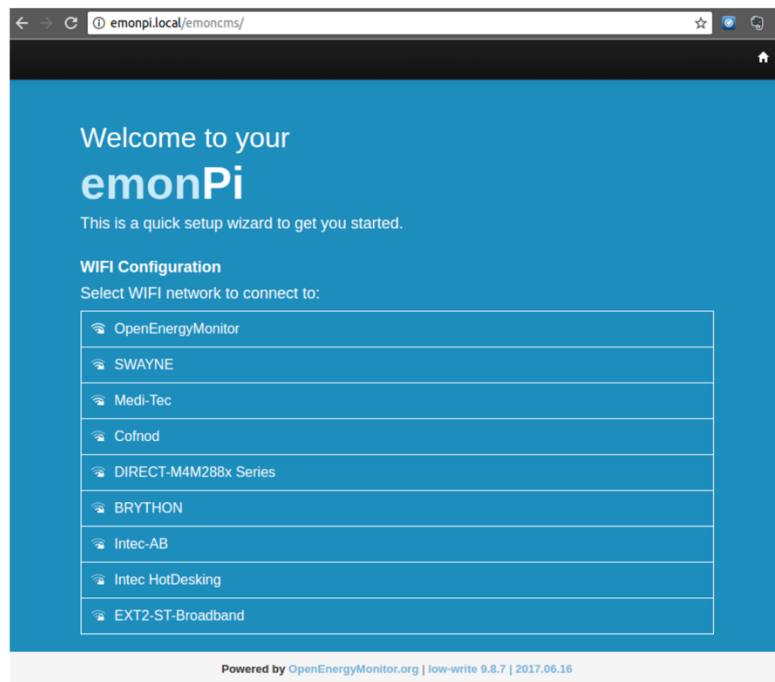 emonpi.local/emoncms/
Welcome to your
emonPi
This is a quick setup wizard to get you started.
WIFI Configuration
Select WIFI network to connect to:
OpenEnergyMonitor
SWAYNE
Medi-Tec
Cofnod
DIRECT-M4M288x Series
BRYTHON
Intec-AB
Intec HotDesking
EXT2-ST-Broadband
Powered by OpenEnergyMonitor.org | low-write 9.8.7 | 2017.06.16